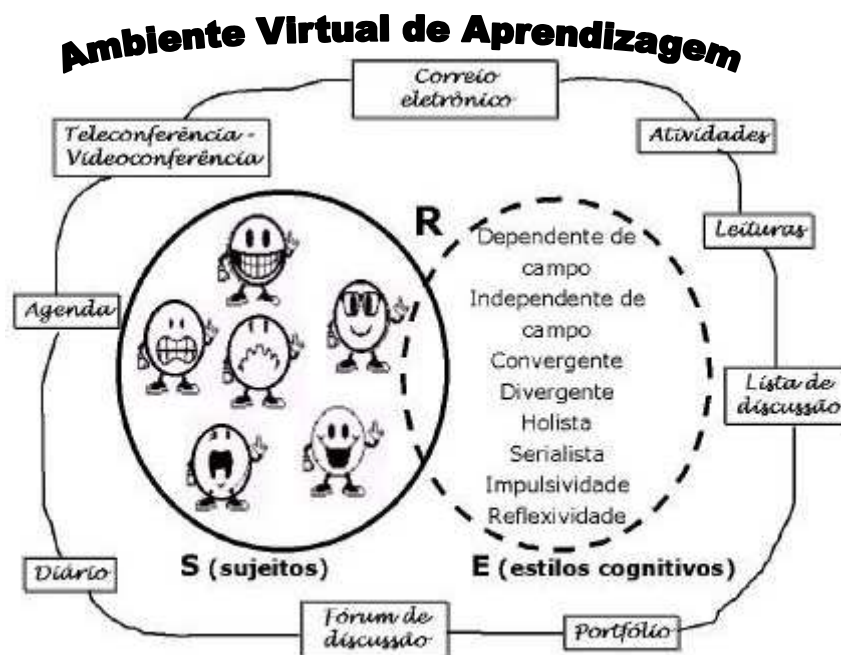 Ambiente Virtual de Aprendizagem
Correio
eletrônico
Teleconferência -
Vídeoconferência
Atividades
Leituras
Agenda
R
Dependente de
campo
Independente de
campo
Convergente
Divergente
Holista
Serialista
Impulsividade
Reflexividade
Lista de
discussão
S (sujeitos)
E (estilos cognitivos)
Diário
Fórum de
discussão
Portfólio